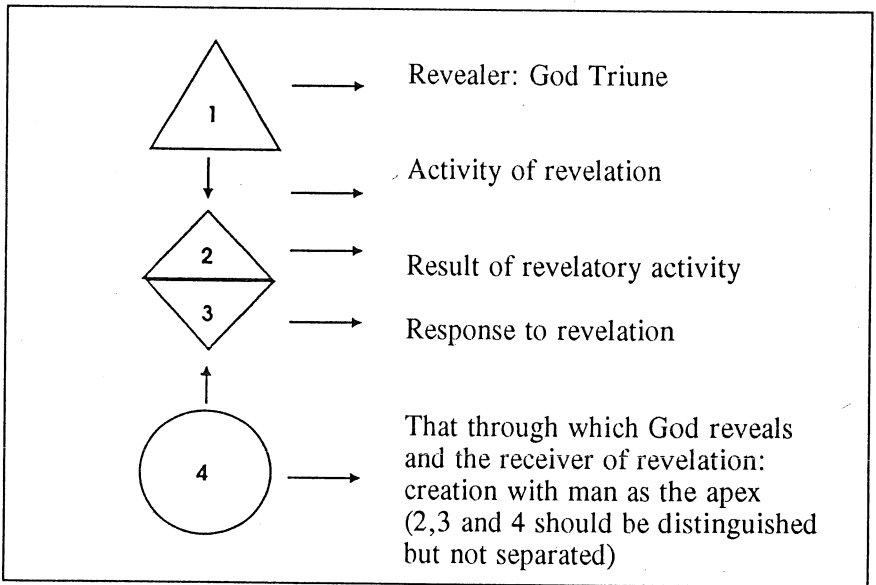 1
Revealer: God Triune
Activity of revelation
2
Result of revelatory activity
3
Response to revelation
4
That through which God reveals
and the receiver of revelation:
creation with man as the apex
(2,3 and 4 should be distinguished
but not separated)